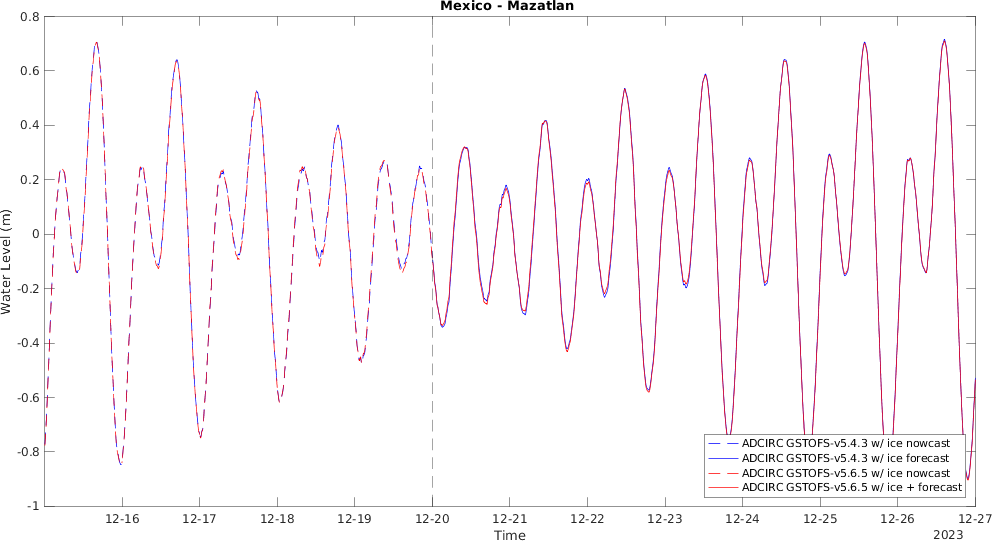 Mexico - Mazatlan
0.8
0.6
0.4
0.2
0
-0.2
-0.4
-0.6
-0.8
-1
Water Level (m)
ADCIRC GSTOFS-v5.4.3 w/ ice nowcast
ADCIRC GSTOFS-v5.4.3 w/ ice forecast
ADCIRC GSTOFS-v5.6.5 w/ ice nowcast
ADCIRC GSTOFS-v5.6.5 w/ ice + forecast
12-16 12-17 12-18 12-19 12-20 12-21 12-22 12-23 12-24 12-25 12-26 12-27
Time
2023